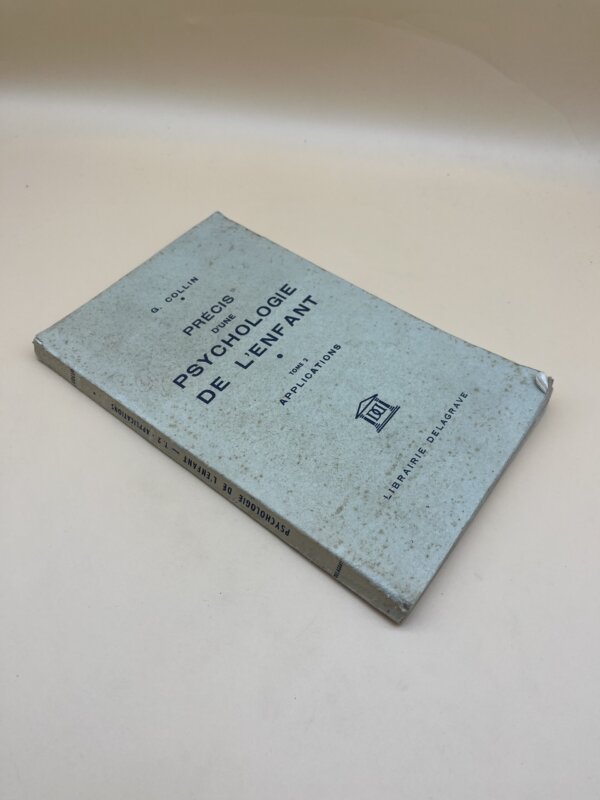 G. COLLIN
PRÉCIS
D'UNE
PSYCHOLOGIE
DE L'ENFANT
TOME 2
APPLICATIONS
LIBRAIRIE DELAGRAVE
PSYCHOLOGIE DE L'ENFANT — T. 2 : APPLICATIONS